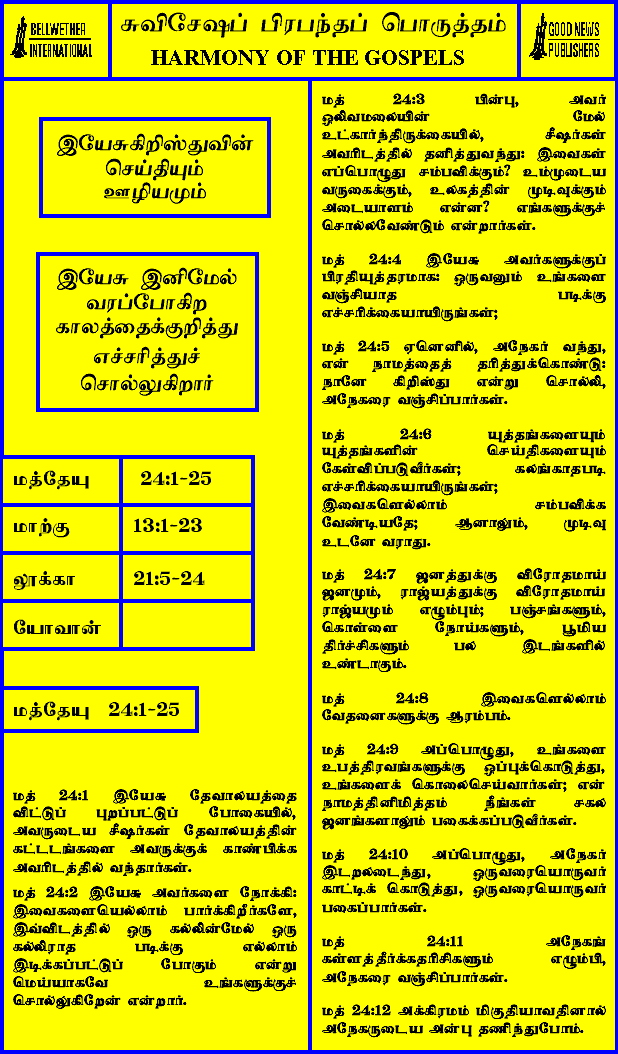 BELLWETHER
INTERNATIONAL
சுவிசேஷப் பிரபந்தப் பொருத்தம்
HARMONY OF THE GOSPELS
GOOD NEWS
PUBLISHERS
இயேசுகிறிஸ்துவின்
செய்தியும்
ஊழியமும்
இயேசு இனிமேல்
வரப்போகிற
காலத்தைக்குறித்து
எச்சரித்துச்
சொல்லுகிறார்
மத்தேயு 24:1-25
மாற்கு 13:1-23
லூக்கா 21:5-24
யோவான்
மத்தேயு 24:1-25
மத் 24:1 இயேசு தேவாலயத்தை
விட்டுப் புறப்பட்டுப் போகையில்,
அவருடைய சீஷர்கள் தேவாலயத்தின்
கட்டடங்களை அவருக்குக் காண்பிக்க
அவரிடத்தில் வந்தார்கள்.
மத் 24:2 இயேசு அவர்களை நோக்கி:
இவைகளையெல்லாம் பார்க்கிறீர்களே,
இவ்விடத்தில் ஒரு கல்லின்மேல் ஒரு
கல்லிராத படிக்கு எல்லாம்
இடிக்கப்பட்டுப் போகும் என்று
மெய்யாகவே உங்களுக்குச்
சொல்லுகிறேன் என்றார்.
மத் 24:3 பின்பு, அவர்
ஒலிவமலையின் மேல்
உட்கார்ந்திருக்கையில், சீஷர்கள்
அவரிடத்தில் தனித்துவந்து: இவைகள்
எப்பொழுது சம்பவிக்கும்? உம்முடைய
வருகைக்கும், உலகத்தின் முடிவுக்கும்
அடையாளம் என்ன? எங்களுக்குச்
சொல்லவேண்டும் என்றார்கள்.
மத் 24:4 இயேசு அவர்களுக்குப்
பிரதியுத்தரமாக: ஒருவனும் உங்களை
வஞ்சியாத படிக்கு
எச்சரிக்கையாயிருங்கள்;
மத் 24:5 ஏனெனில், அநேகர் வந்து,
என் நாமத்தைத் தரித்துக்கொண்டு:
நானே கிறிஸ்து என்று சொல்லி,
அநேகரை வஞ்சிப்பார்கள்.
மத் 24:6 யுத்தங்களையும்
யுத்தங்களின் செய்திகளையும்
கேள்விப்படுவீர்கள்; கலங்காதபடி
எச்சரிக்கையாயிருங்கள்;
இவைகளெல்லாம் சம்பவிக்க
வேண்டியதே; ஆனாலும், முடிவு
உடனே வராது.
மத் 24:7 ஜனத்துக்கு விரோதமாய்
ஜனமும், ராஜ்யத்துக்கு விரோதமாய்
ராஜ்யமும் எழும்பும்; பஞ்சங்களும்,
கொள்ளை நோய்களும், பூமிய
திர்ச்சிகளும் பல இடங்களில்
உண்டாகும்.
மத் 24:8 இவைகளெல்லாம்
வேதனைகளுக்கு ஆரம்பம்.
மத் 24:9 அப்பொழுது, உங்களை
உபத்திரவங்களுக்கு ஒப்புக்கொடுத்து,
உங்களைக் கொலைசெய்வார்கள்; என்
நாமத்தினிமித்தம் நீங்கள் சகல
ஜனங்களாலும் பகைக்கப்படுவீர்கள்.
மத் 24:10 அப்பொழுது, அநேகர்
இடறலடைந்து, ஒருவரையொருவர்
காட்டிக் கொடுத்து, ஒருவரையொருவர்
பகைப்பார்கள்.
மத் 24:11 அநேகங்
கள்ளத்தீர்க்கதரிசிகளும் எழும்பி,
அநேகரை வஞ்சிப்பார்கள்.
மத் 24:12 அக்கிரமம் மிகுதியாவதினால்
அநேகருடைய அன்பு தணிந்துபோம்.